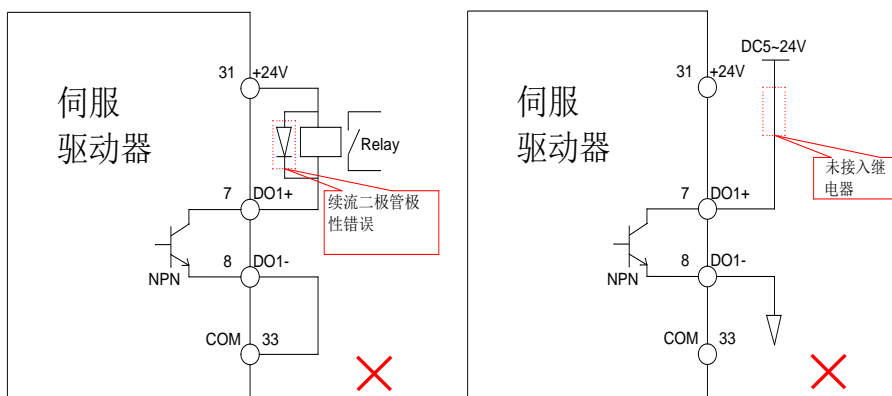 伺服
驱动器
31 +24V
Relay
续流二极管极
性错误
7 DO1+
8 DO1-
NPN
COM 33
DC5~24V
伺服
驱动器
31 +24V
未接入继
电器
7 DO1+
8 DO1-
NPN
COM 33